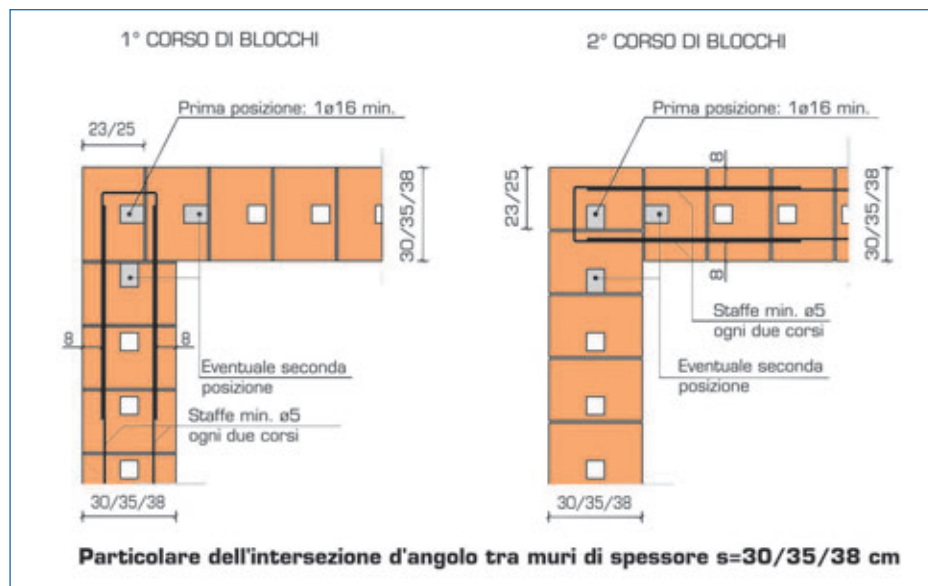 1° CORSO DI BLOCCHI
2° CORSO DI BLOCCHI
Prima posizione: 1ø16 min.
23/25
30/35/38
8
8
Eventuale seconda
posizione
Staffe min. ø5
ogni due corsi
30/35/38
Prima posizione: 1ø16 min.
23/25
8
30/35/38
8
Staffe min. ø5
ogni due corsi
Eventuale seconda
posizione
30/35/38
Particolare dell'intersezione d'angolo tra muri di spessore s=30/35/38 cm